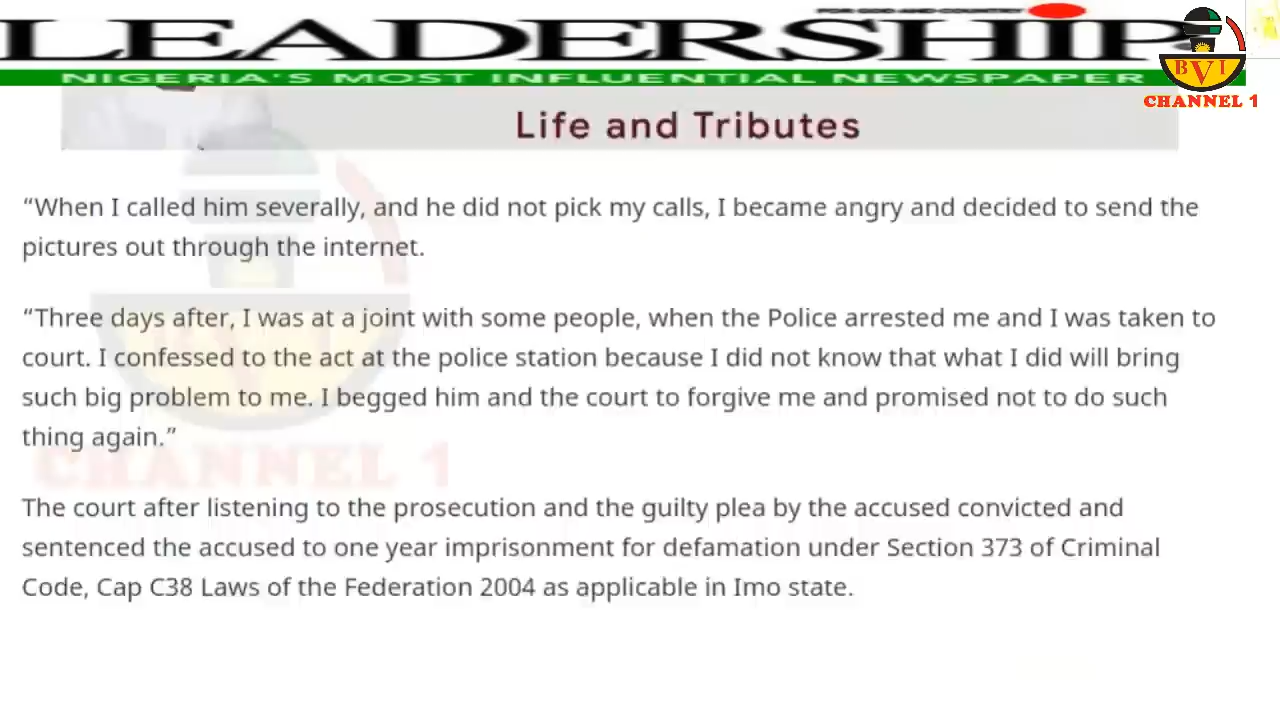 FOR GOD AND COUNTRY
LEADERSHIP
NIGERIA'S MOST INFLUENTIAL NEWSPAPER
BVI
CHANNEL 1
Life and Tributes
“When I called him severally, and he did not pick my calls, I became angry and decided to send the
pictures out through the internet.
“Three days after, I was at a joint with some people, when the Police arrested me and I was taken to
court. I confessed to the act at the police station because I did not know that what I did will bring
such big problem to me. I begged him and the court to forgive me and promised not to do such
thing again.”
CHANNEL 1
The court after listening to the prosecution and the guilty plea by the accused convicted and
sentenced the accused to one year imprisonment for defamation under Section 373 of Criminal
Code, Cap C38 Laws of the Federation 2004 as applicable in Imo state.